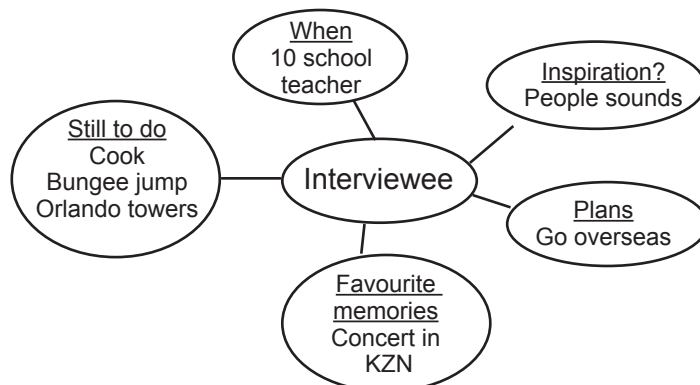 When
10 school
teacher
Inspiration?
People sounds
Still to do
Cook
Bungee jump
Orlando towers
Interviewee
Plans
Go overseas
Favourite
memories
Concert in
KZN